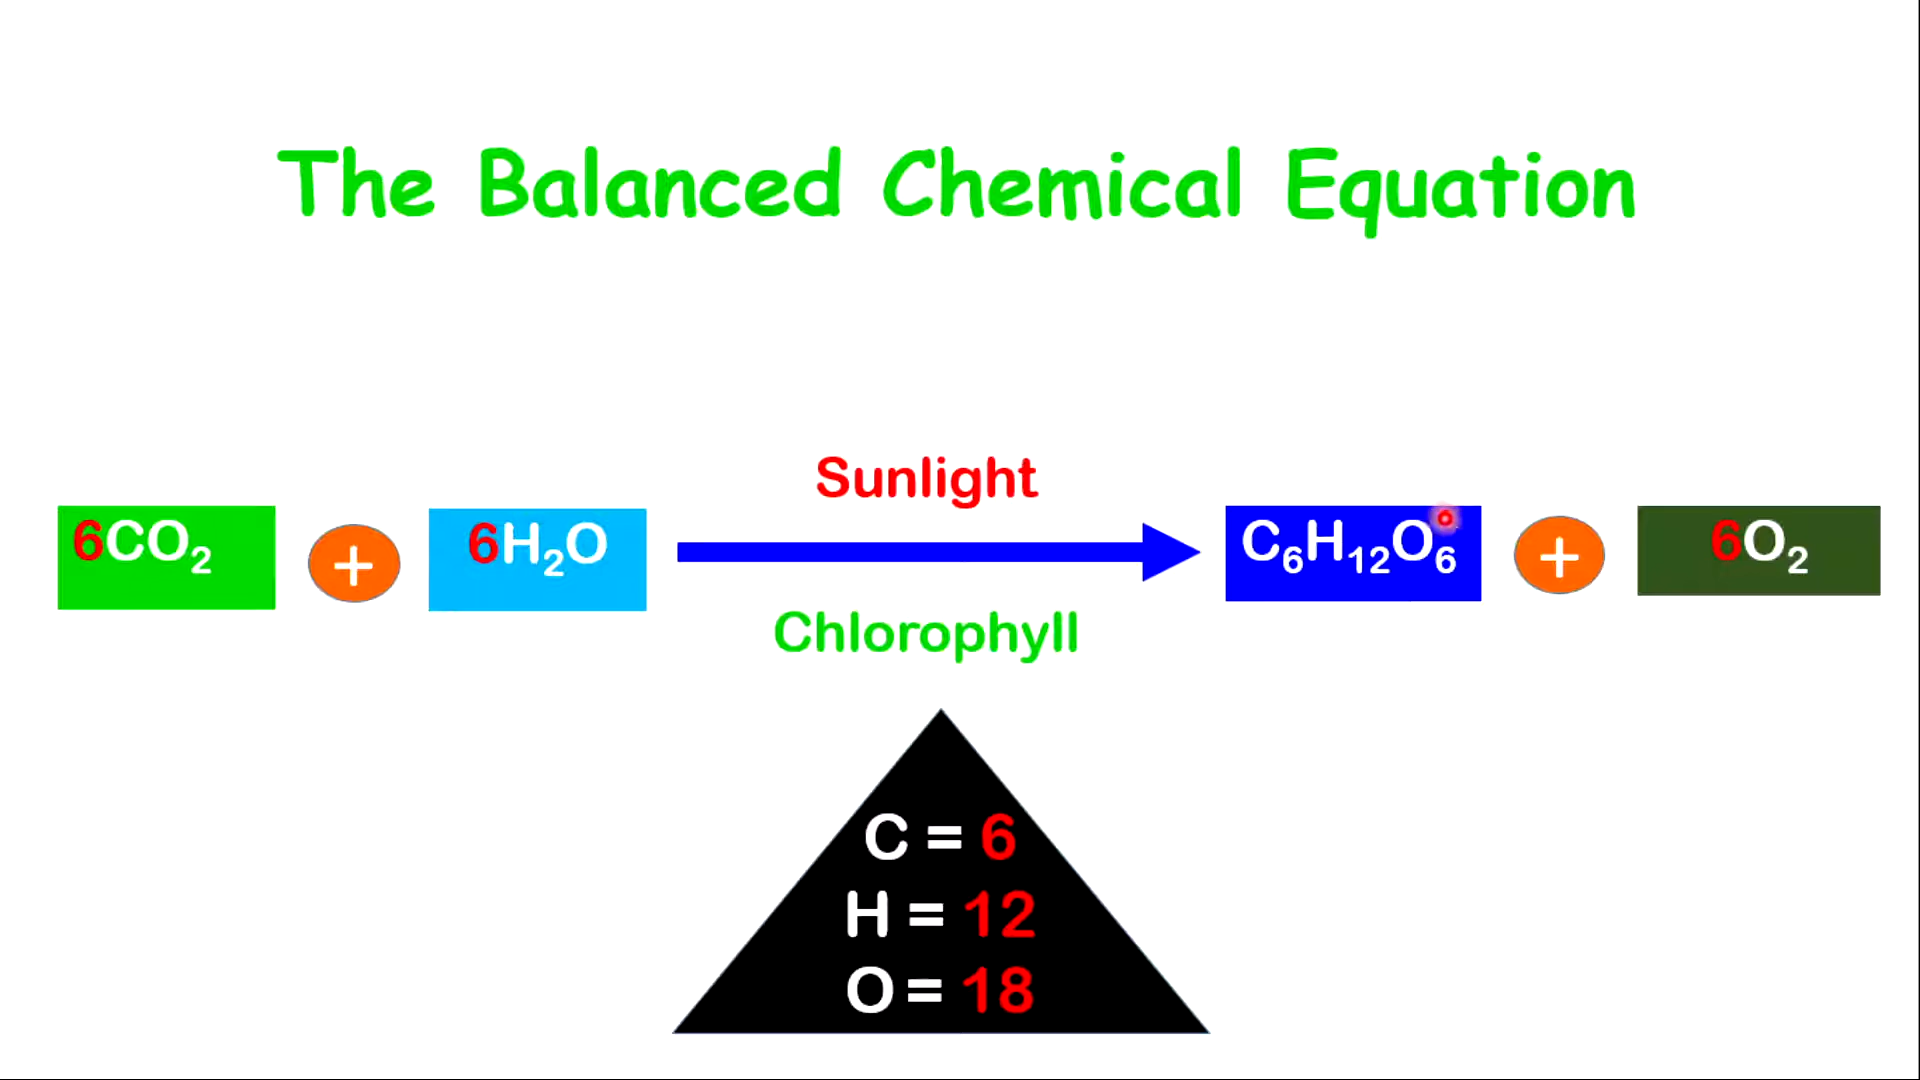 The Balanced Chemical Equation
Sunlight
6CO₂ + 6H₂O C₆H₁₂O₆ + 6O₂
Chlorophyll
C = 6
H = 12
O = 18